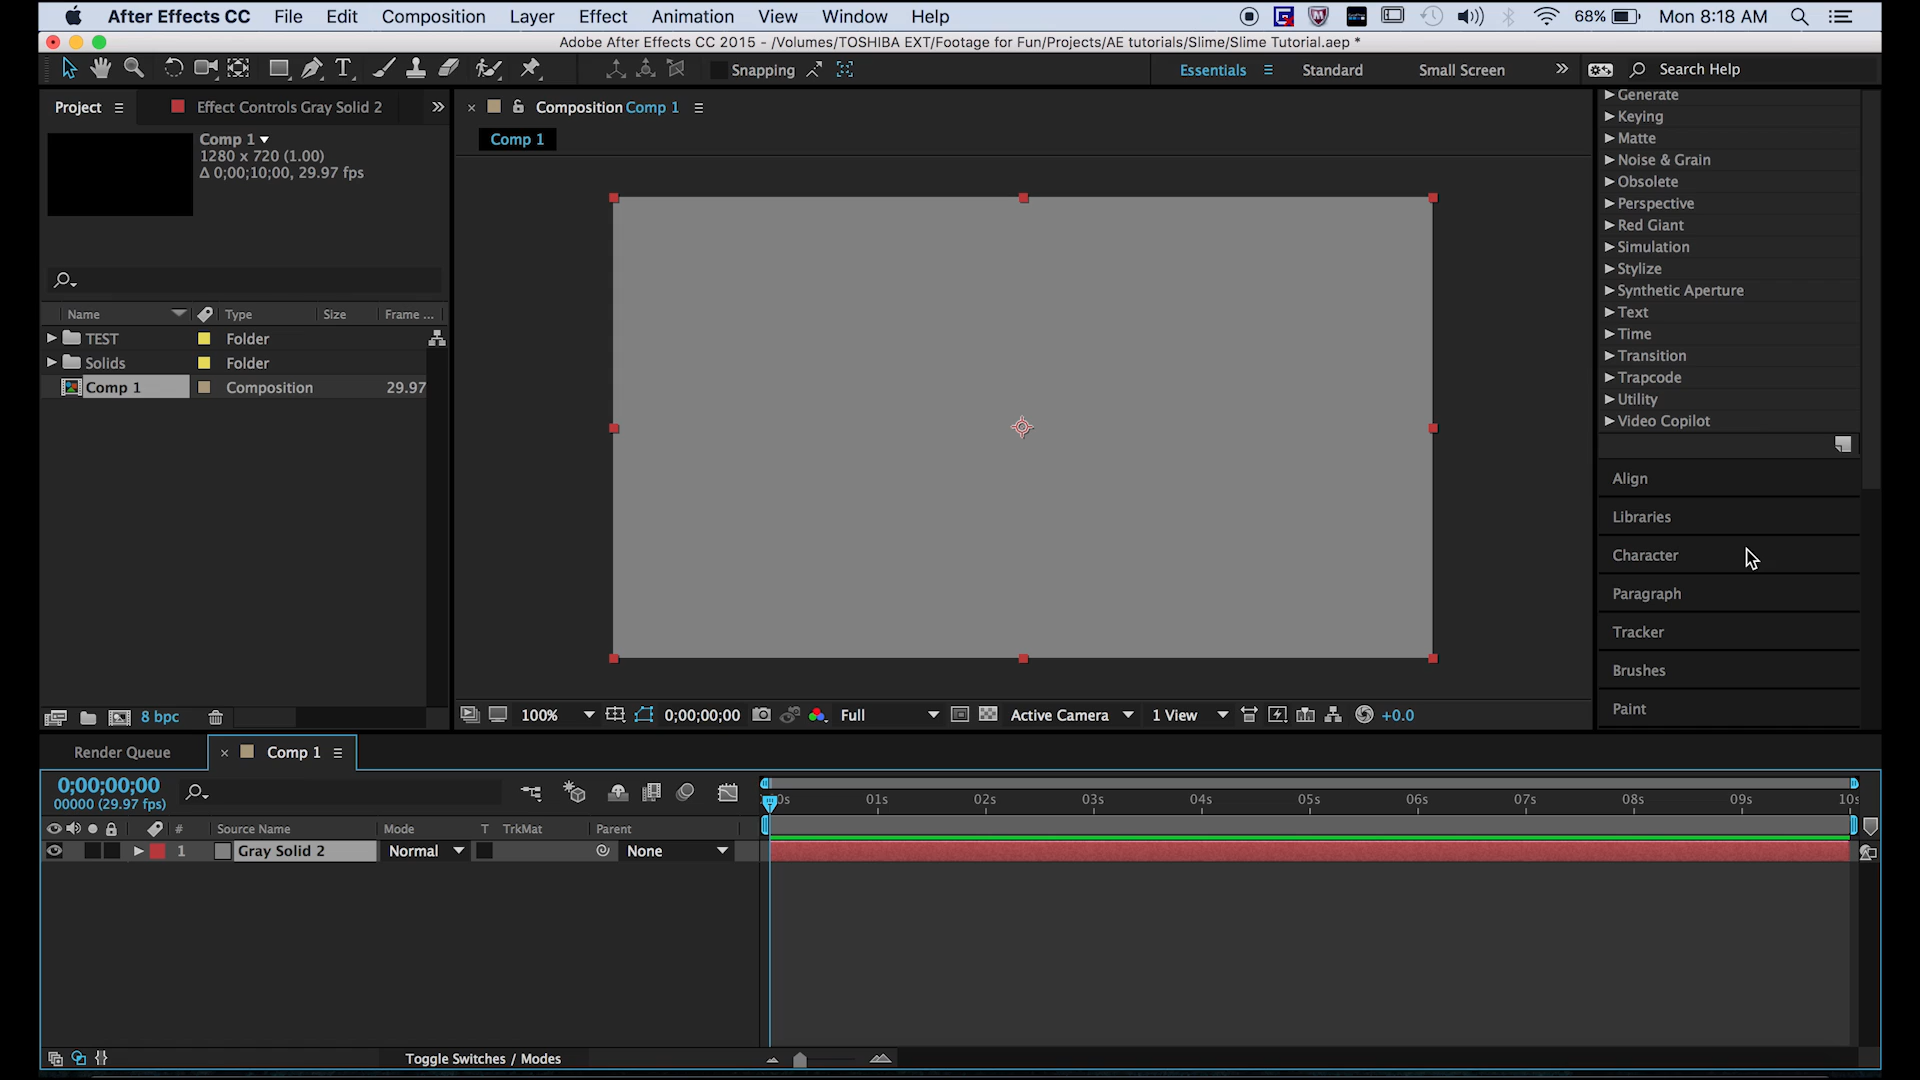 After Effects CC File Edit Composition Layer Effect Animation View Window Help 68% Mon 8:18 AM
Adobe After Effects CC 2015 - /Volumes/TOSHIBA EXT/Footage for Fun/Projects/AE tutorials/Slime/Slime Tutorial.aep *
Snapping Essentials Standard Small Screen Search Help
Project Effect Controls Gray Solid 2
Composition Comp 1
Comp 1
1280 x 720 (1.00)
Δ 0;00;10;00, 29.97 fps
Comp 1
Name Type Size Frame ...
TEST Folder
Solids Folder
Comp 1 Composition 29.97
8 bpc
100% 0;00;00;00 Full Active Camera 1 View +0.0
Generate
Keying
Matte
Noise & Grain
Obsolete
Perspective
Red Giant
Simulation
Stylize
Synthetic Aperture
Text
Time
Transition
Trapcode
Utility
Video Copilot
Align
Libraries
Character
Paragraph
Tracker
Brushes
Paint
Render Queue Comp 1
0;00;00;00
00000 (29.97 fps)
0s 01s 02s 03s 04s 05s 06s 07s 08s 09s 10s
# Source Name Mode T TrkMat Parent
1 Gray Solid 2 Normal None
Toggle Switches / Modes